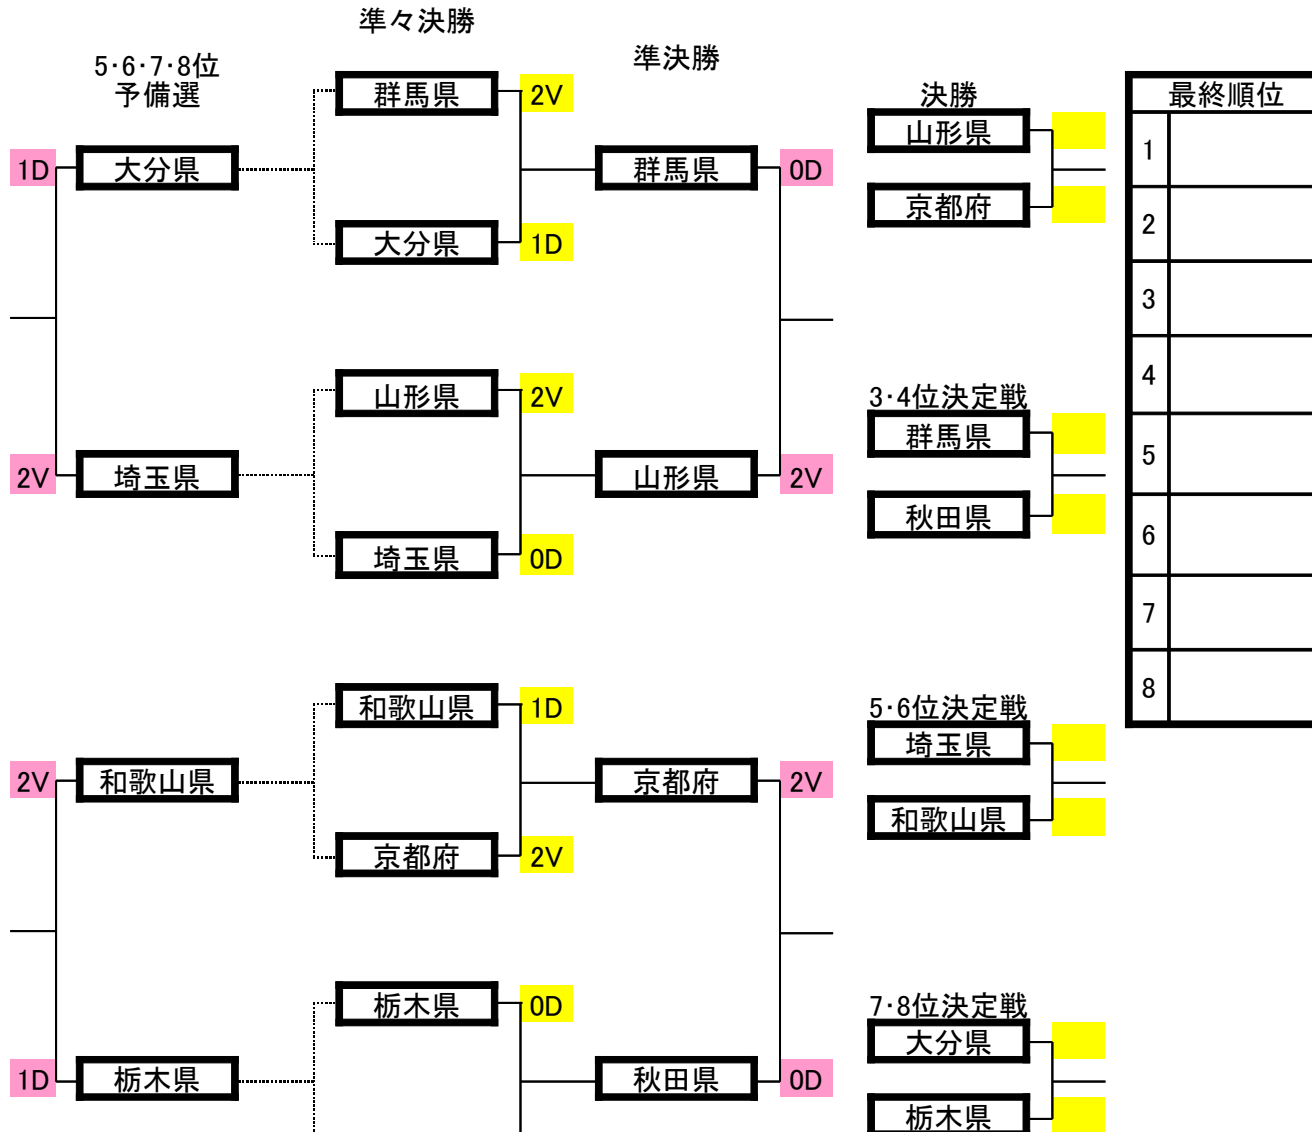 準々決勝
準決勝
5・6・7・8位
予備選
決勝
最終順位
群馬県 2V
山形県
1D 大分県
群馬県 0D
1
京都府
2
大分県 1D
3
山形県 2V
3・4位決定戦
4
群馬県
2V 埼玉県
山形県 2V
5
秋田県
埼玉県 0D
6
7
和歌山県 1D
5・6位決定戦
8
埼玉県
2V 和歌山県
京都府 2V
和歌山県
京都府 2V
栃木県 0D
7・8位決定戦
大分県
1D 栃木県
秋田県 0D
栃木県